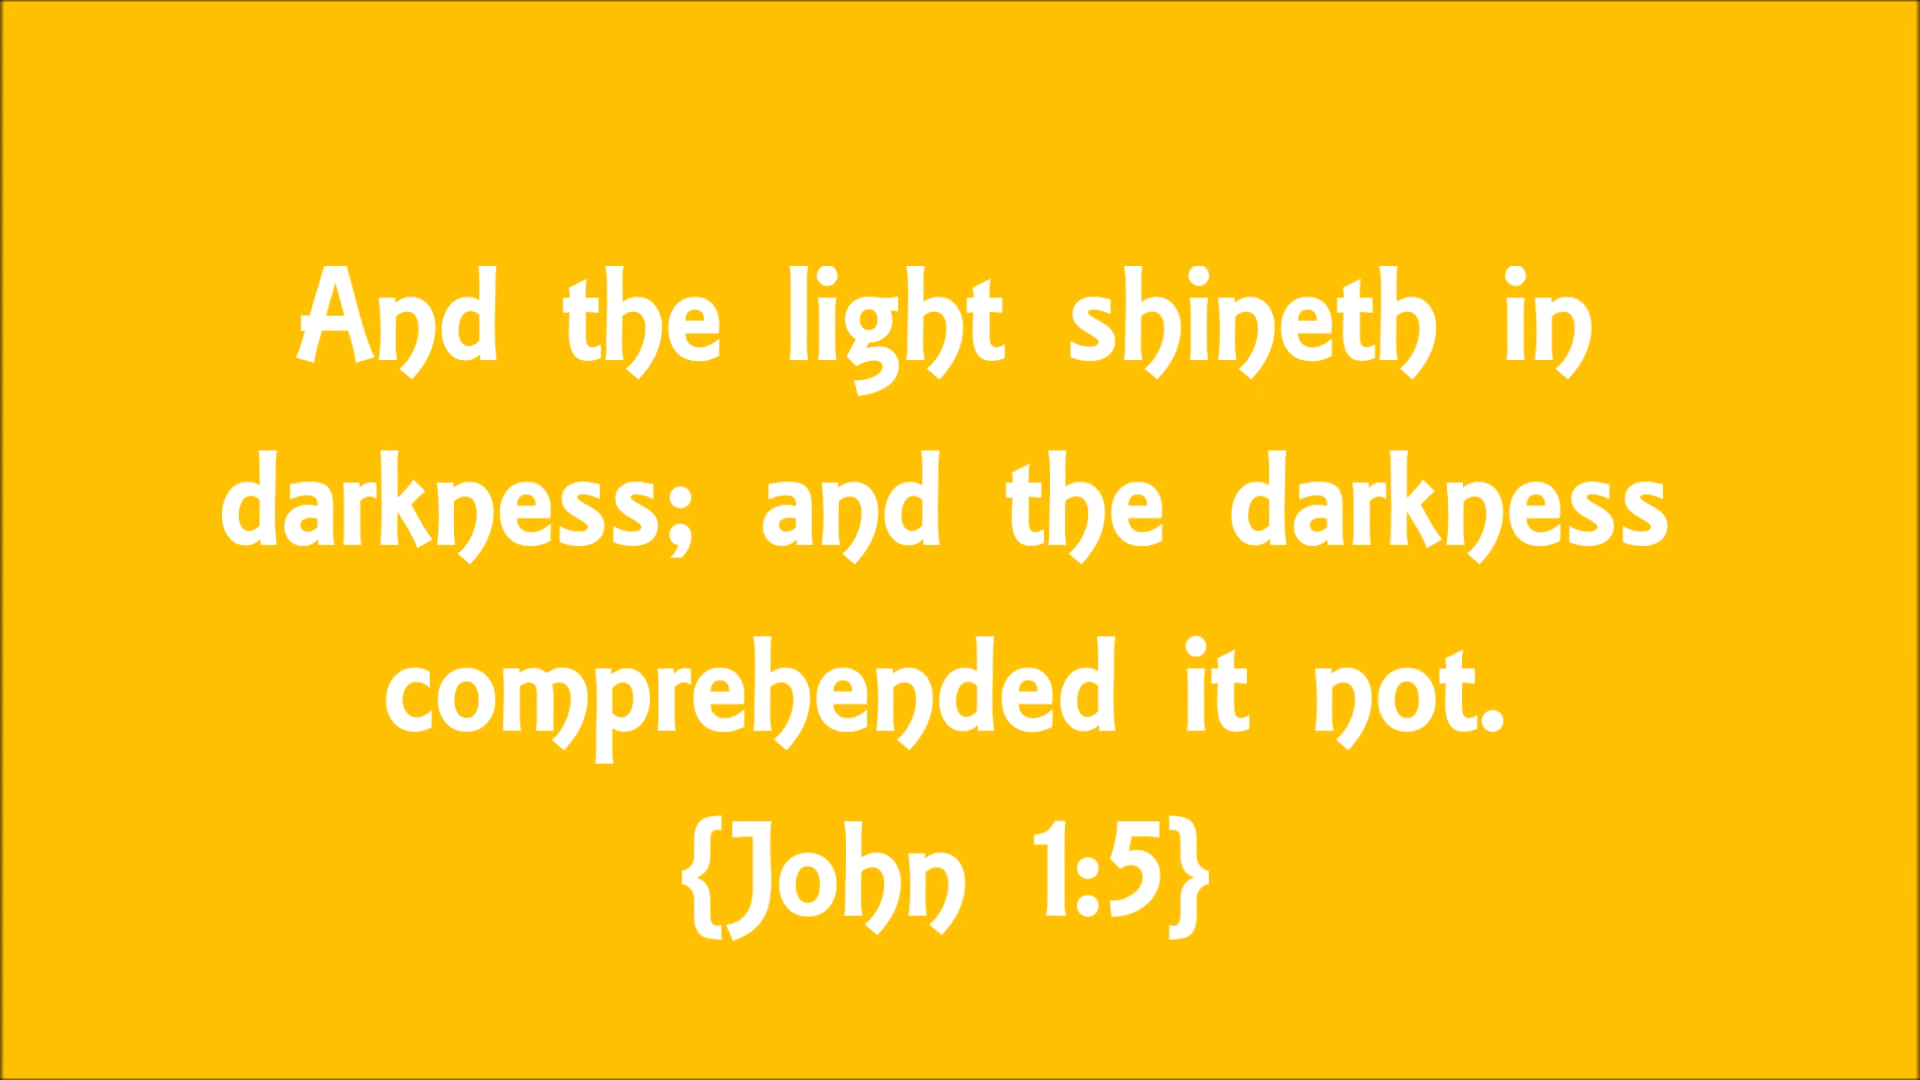 And the light shineth in
darkness; and the darkness
comprehended it not.
{John 1:5}